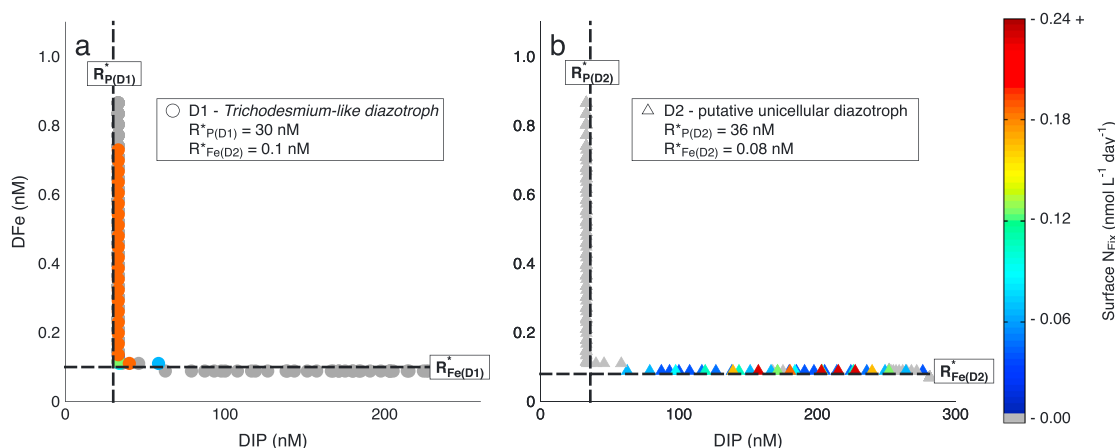 a
R*P(D1)
D1 - Trichodesmium-like diazotroph
R*P(D1) = 30 nM
R*Fe(D2) = 0.1 nM
R*Fe(D1)
1.0
0.8
0.6
0.4
0.2
0
0
100
200
DFe (nM)
DIP (nM)
b
R*P(D2)
D2 - putative unicellular diazotroph
R*P(D2) = 36 nM
R*Fe(D2) = 0.08 nM
R*Fe(D2)
1.0
0.8
0.6
0.4
0.2
0
0
100
200
300
DIP (nM)
- 0.24 +
- 0.18
- 0.12
- 0.06
- 0.00
Surface NFix (nmol L-1 day-1)